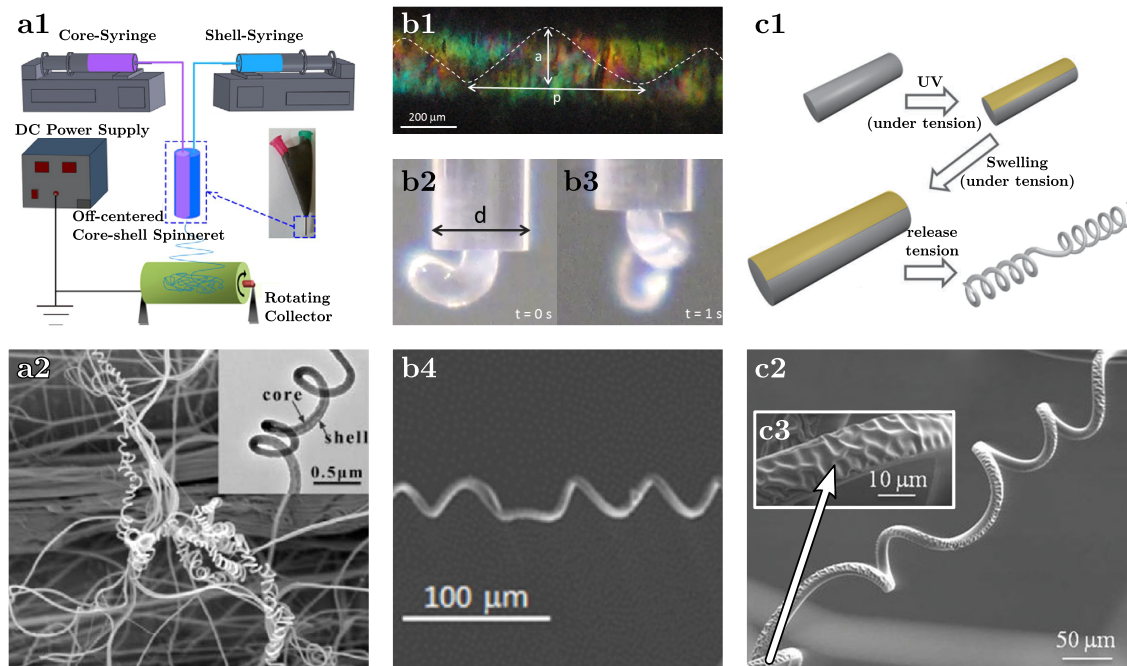 a1
Core-Syringe
Shell-Syringe
DC Power Supply
Off-centered
Core-shell Spinneret
Rotating
Collector
a2
core
shell
0.5μm
b1
a
p
200 μm
b2
d
t = 0 s
b3
t = 1 s
b4
100 μm
c1
UV
(under tension)
Swelling
(under tension)
release
tension
c2
c3
10 μm
50 μm